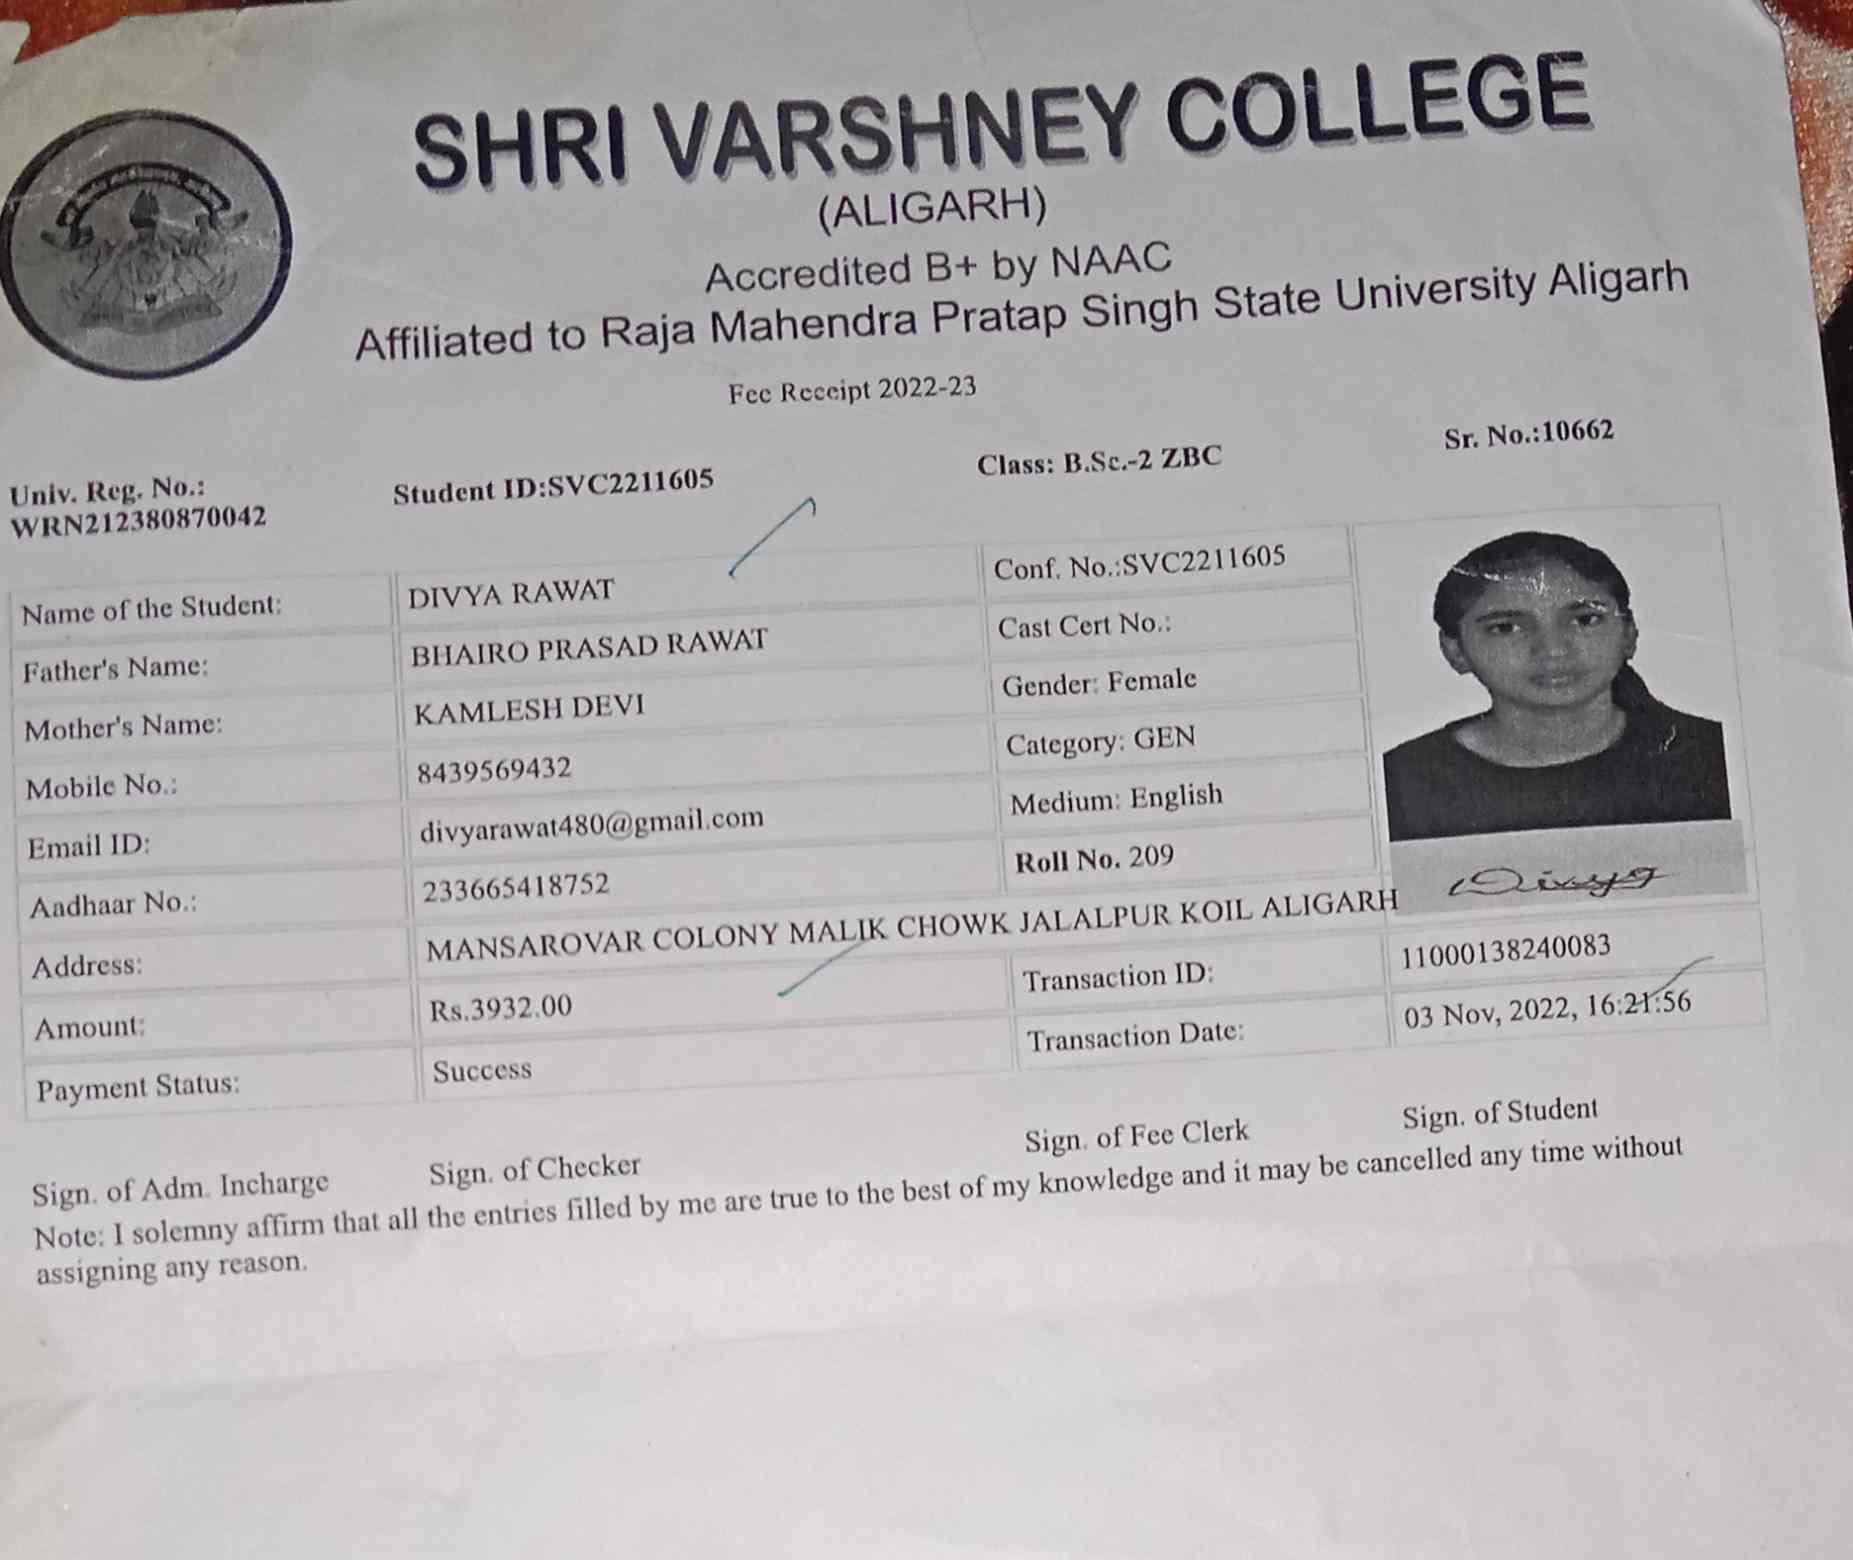 SHRI VARSHNEY COLLEGE
(ALIGARH)
Accredited B+ by NAAC
Affiliated to Raja Mahendra Pratap Singh State University Aligarh
Fee Receipt 2022-23
Univ. Reg. No.:
WRN212380870042
Student ID:SVC2211605
Class: B.Sc.-2 ZBC
Sr. No.:10662
Name of the Student: DIVYA RAWAT Conf. No.:SVC2211605
Father's Name: BHAIRO PRASAD RAWAT Cast Cert No.:
Mother's Name: KAMLESH DEVI Gender: Female
Mobile No.: 8439569432 Category: GEN
Email ID: divyarawat480@gmail.com Medium: English
Aadhaar No.: 233665418752 Roll No. 209
Divya
Address: MANSAROVAR COLONY MALIK CHOWK JALALPUR KOIL ALIGARH
Amount: Rs.3932.00 Transaction ID: 11000138240083
Payment Status: Success Transaction Date: 03 Nov, 2022, 16:21:56
Sign. of Adm. Incharge Sign. of Checker Sign. of Fee Clerk Sign. of Student
Note: I solemny affirm that all the entries filled by me are true to the best of my knowledge and it may be cancelled any time without
assigning any reason.